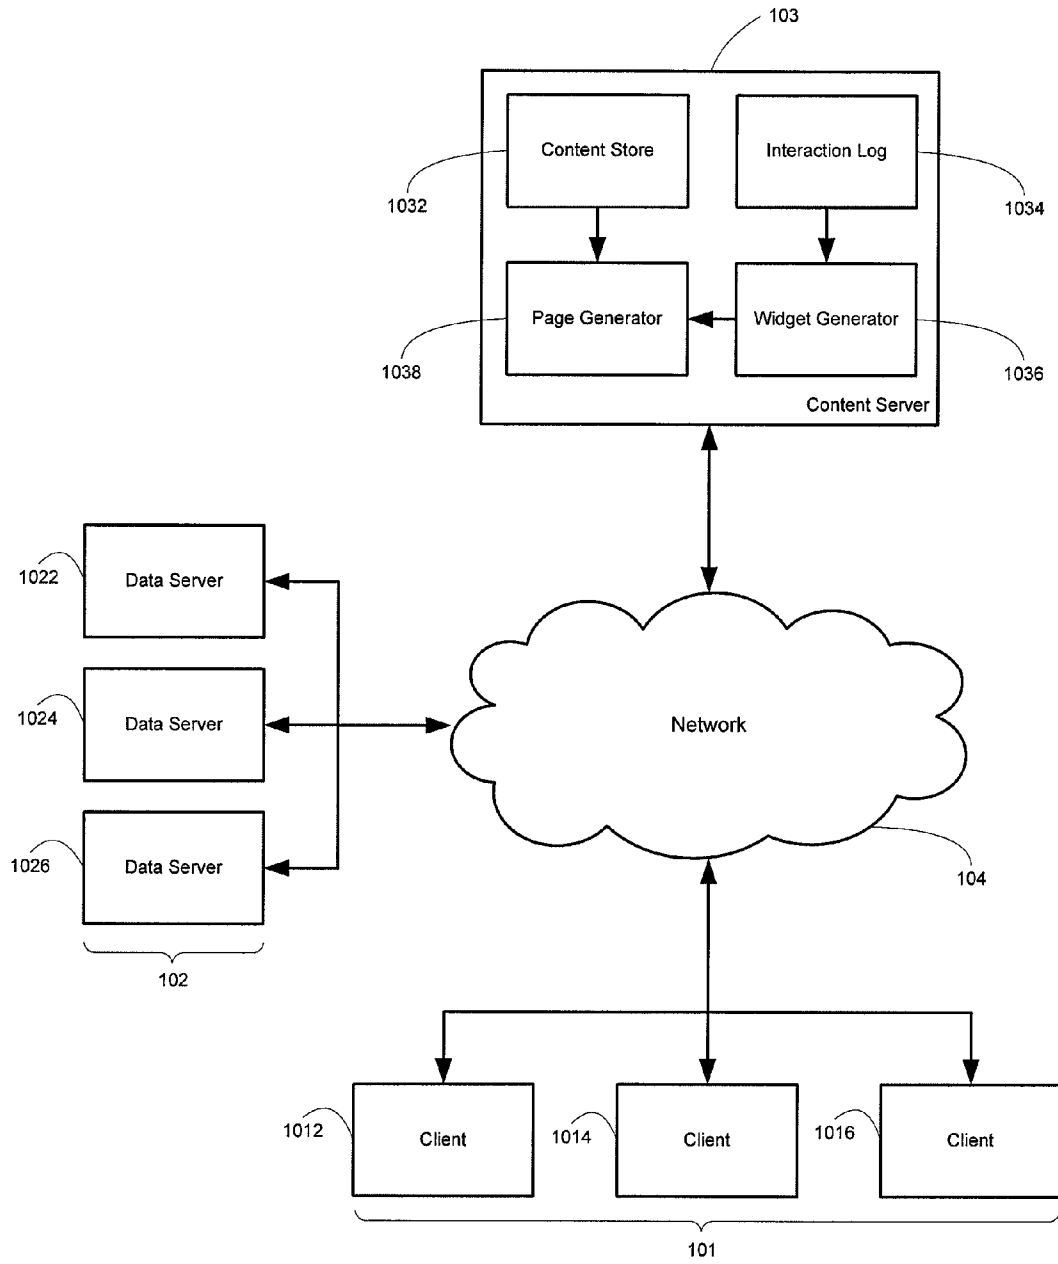 103
Content Store
Interaction Log
1032
1034
Page Generator
Widget Generator
1038
1036
Content Server
1022
Data Server
1024
Data Server
Network
1026
Data Server
104
102
1012
Client
1014
Client
1016
Client
101